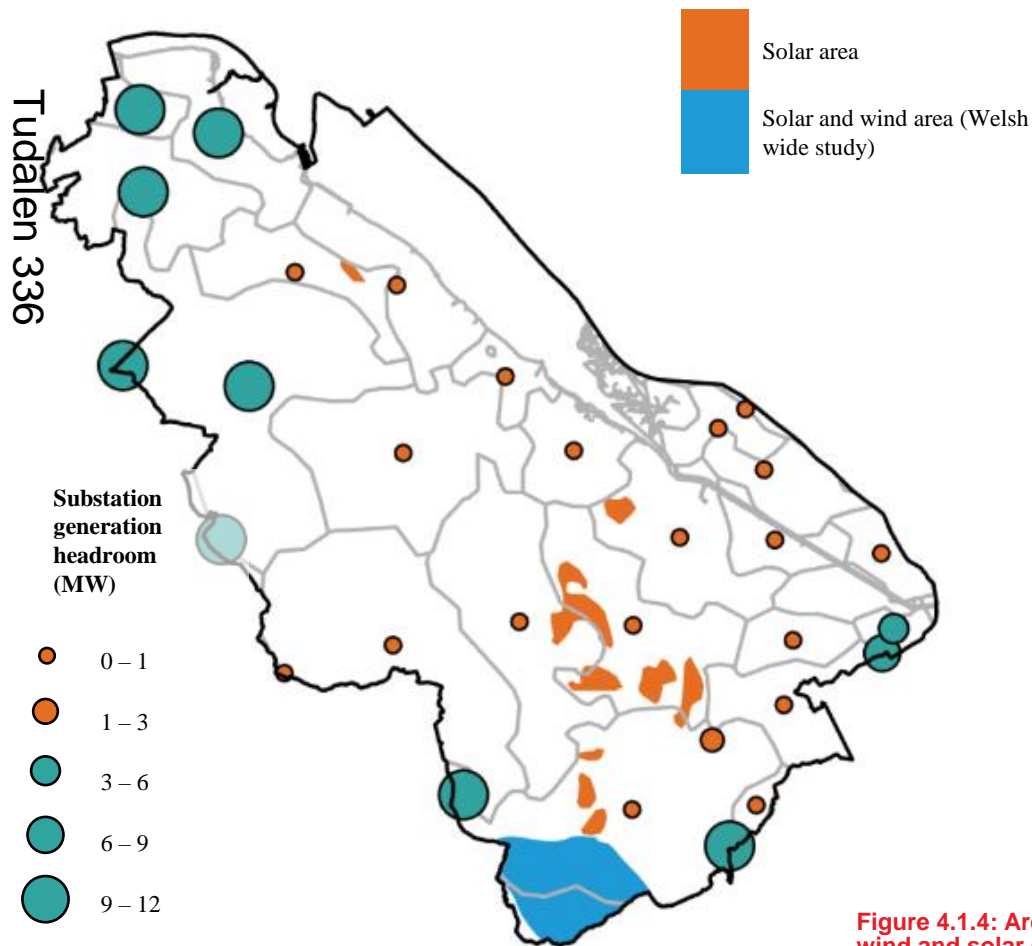 Tudalen 336
Solar area
Solar and wind area (Welsh
wide study)
Substation
generation
headroom
(MW)
0 – 1
1 – 3
3 – 6
6 – 9
9 – 12
Figure 4.1.4:
wind and solar